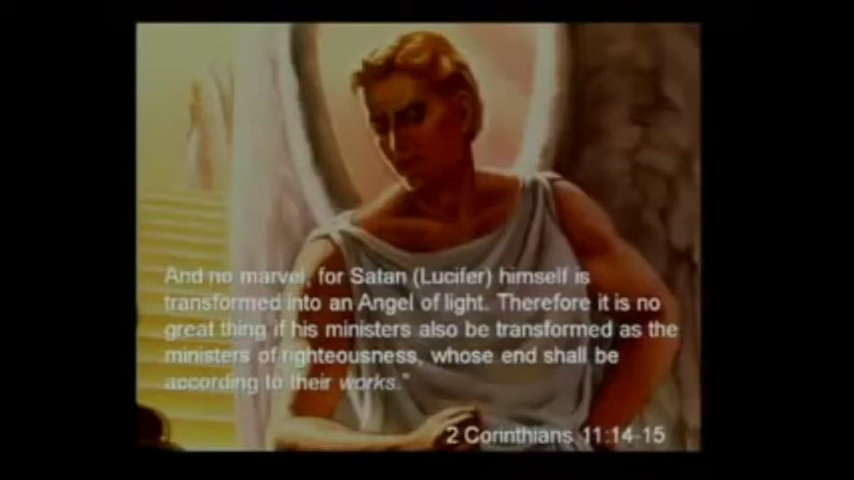 And no marvel, for Satan (Lucifer) himself is
transformed into an Angel of light. Therefore it is no
great thing if his ministers also be transformed as the
ministers of righteousness, whose end shall be
according to their works."
2 Corinthians 11:14-15